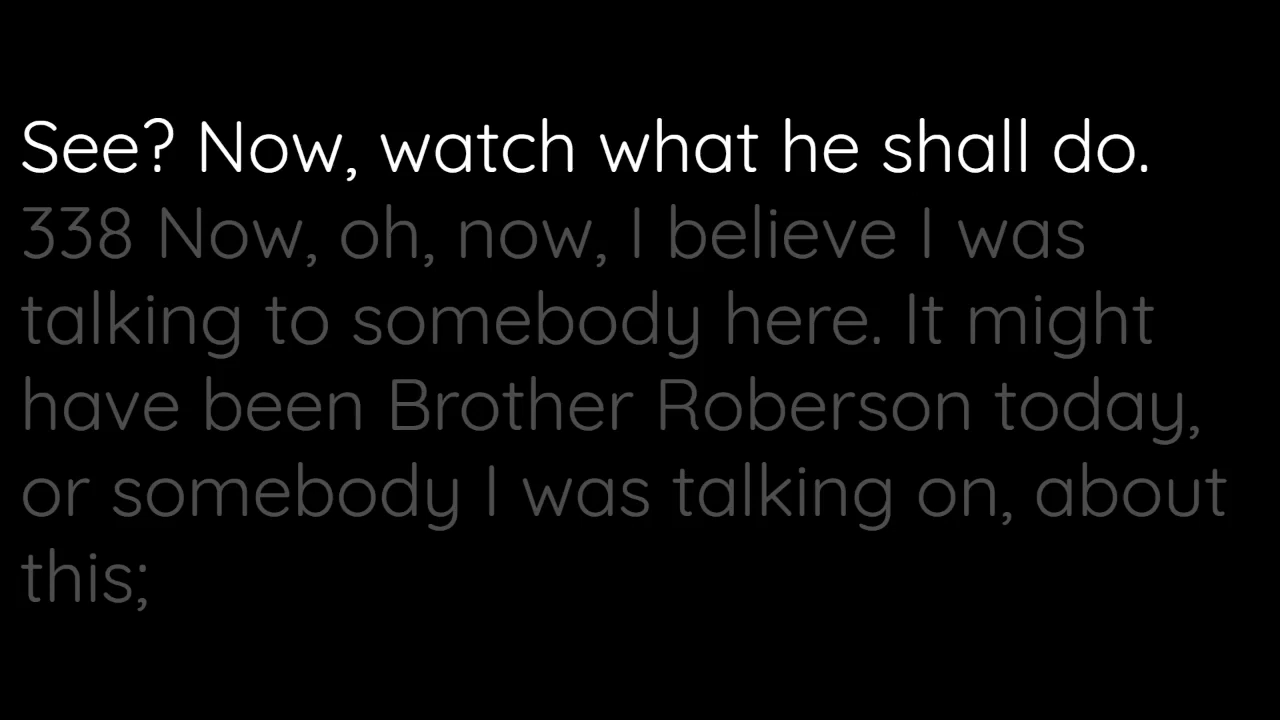 See? Now, watch what he shall do.
338 Now, oh, now, I believe I was
talking to somebody here. It might
have been Brother Roberson today,
or somebody I was talking on, about
this;